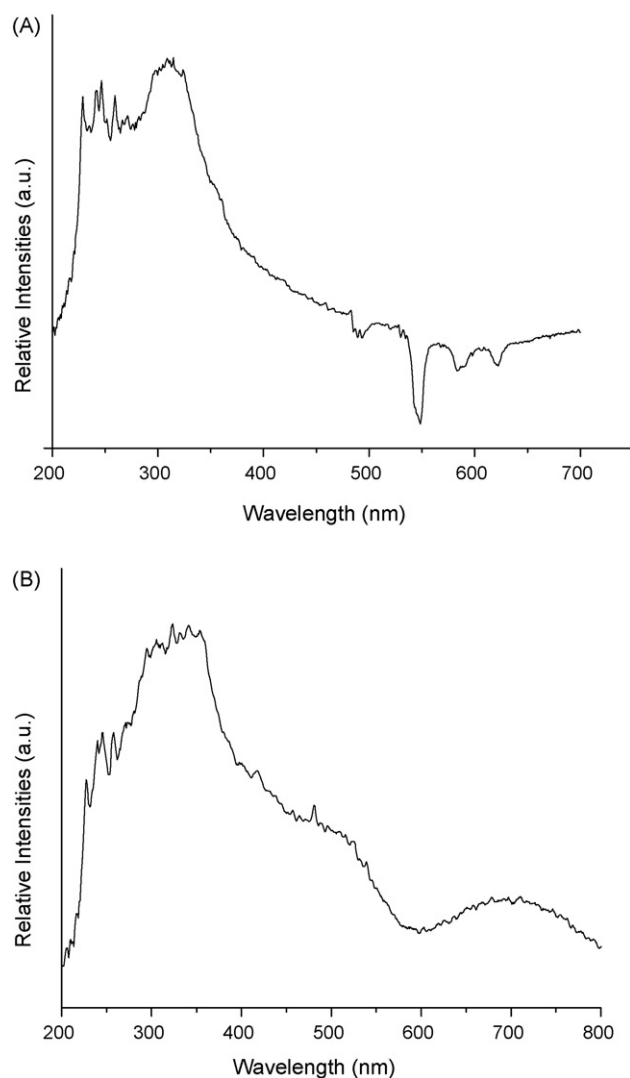 (A)
Relative Intensities (a.u.)
200 300 400 500 600 700
Wavelength (nm)
(B)
Relative Intensities (a.u.)
200 300 400 500 600 700 800
Wavelength (nm)